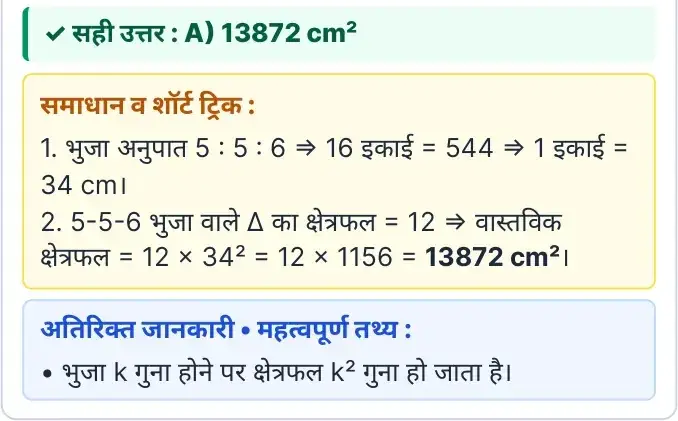 ✓ सही उत्तर : A) 13872 cm²
समाधान व शॉर्ट ट्रिक :
1. भुजा अनुपात 5 : 5 : 6 ⇒ 16 इकाई = 544 ⇒ 1 इकाई =
34 cm।
2. 5-5-6 भुजा वाले Δ का क्षेत्रफल = 12 ⇒ वास्तविक
क्षेत्रफल = 12 × 34² = 12 × 1156 = 13872 cm²।
अतिरिक्त जानकारी • महत्वपूर्ण तथ्य :
• भुजा k गुना होने पर क्षेत्रफल k² गुना हो जाता है।